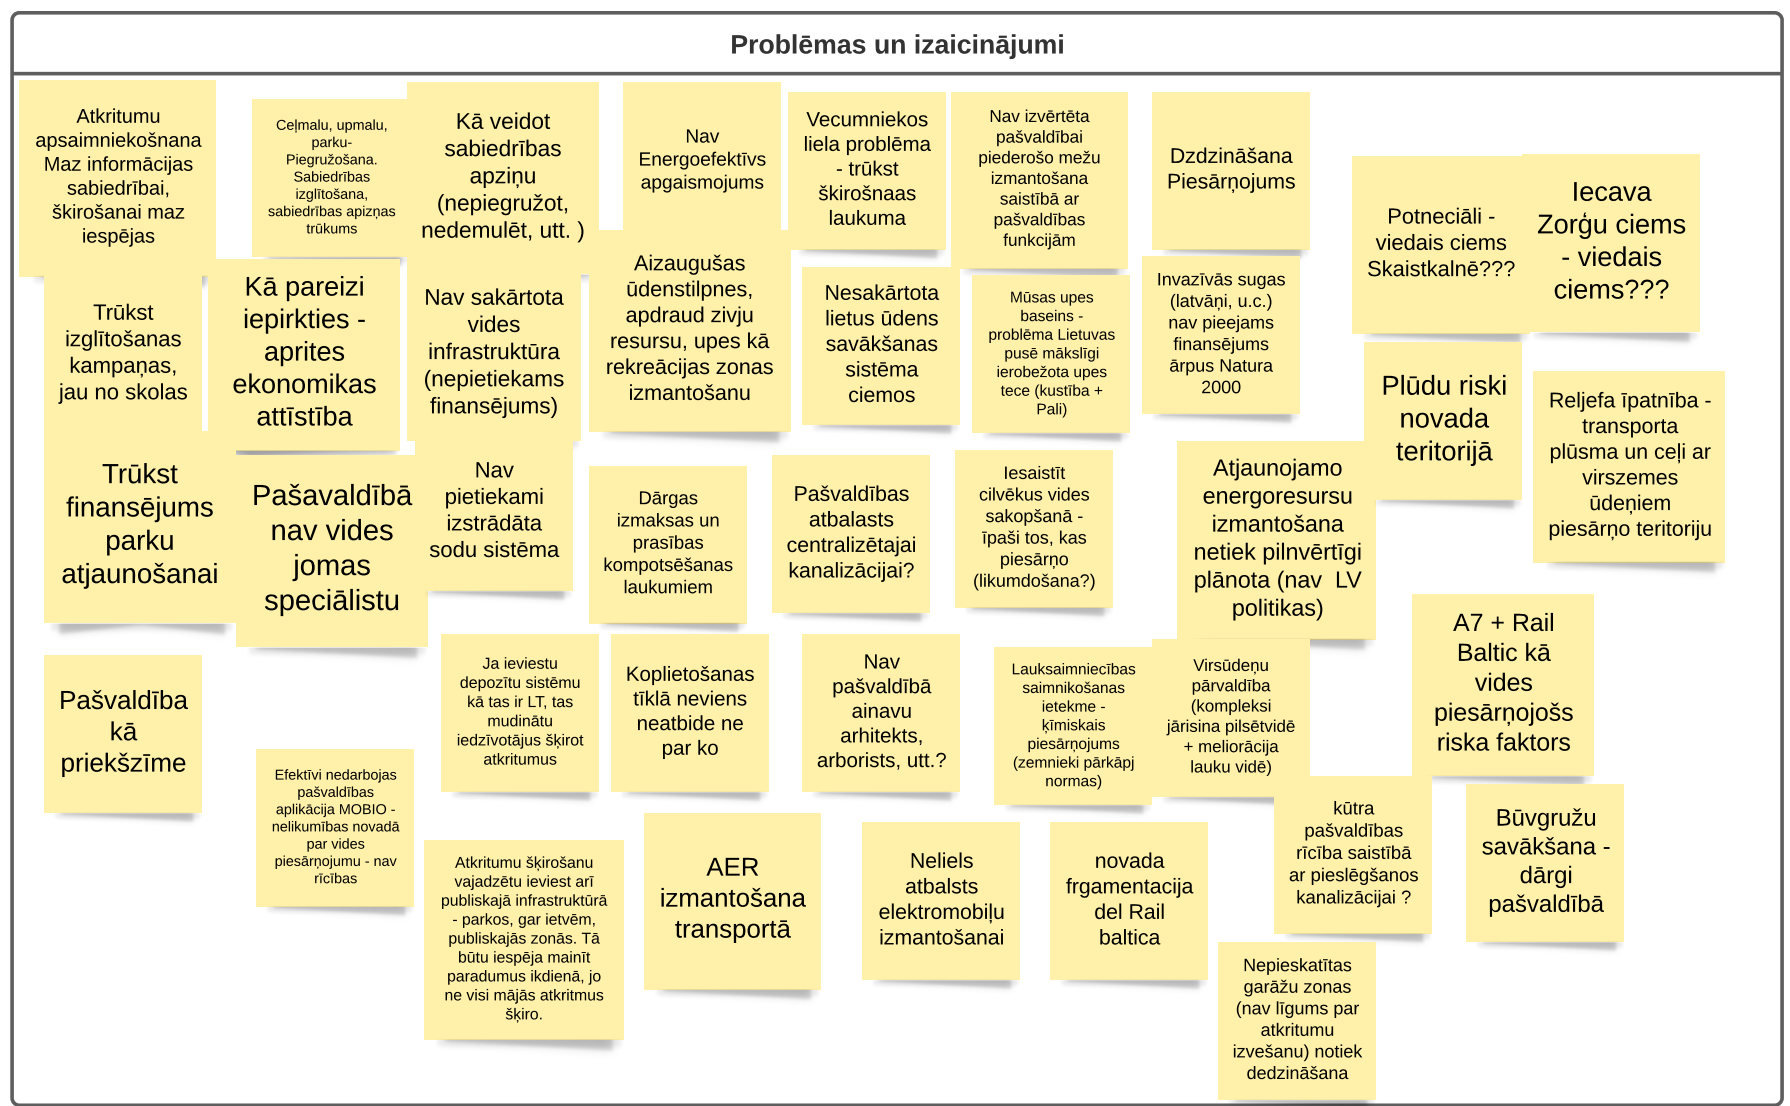 Problēmas un izaicinājumi
Atkritumu
apsaimniekošnana
Maz informācijas
sabiedrībai,
škirošanai maz
iespējas
Ceļmalu, upmalu,
parku-
Piegružošana.
Sabiedrības
izglītošana,
sabiedrības apizņas
trūkums
Kā veidot
sabiedrības
apziņu
(nepiegružot,
nedemulēt, utt. )
Nav
Energoefektīvs
apgaismojums
Vecumniekos
liela problēma
- trūkst
škirošnaas
laukuma
Nav izvērtēta
pašvaldībai
piederošo mežu
izmantošana
saistībā ar
pašvaldības
funkcijām
Dzdzināšana
Piesārņojums
Potneciāli -
viedais ciems
Skaistkalnē???
Iecava
Zorģu ciems
- viedais
ciems???
Trūkst
izglītošanas
kampaņas,
jau no skolas
Kā pareizi
iepirkties -
aprites
ekonomikas
attīstība
Nav sakārtota
vides
infrastruktūra
(nepietiekams
finansējums)
Aizaugušas
ūdenstilpnes,
apdraud zivju
resursu, upes kā
rekreācijas zonas
izmantošanu
Nesakārtota
lietus ūdens
savākšanas
sistēma
ciemos
Mūsas upes
baseins -
problēma Lietuvas
pusē mākslīgi
ierobežota upes
tece (kustība +
Pali)
Invazīvās sugas
(latvāņi, u.c.)
nav pieejams
finansējums
ārpus Natura
2000
Plūdu riski
novada
teritorijā
Reljefa īpatnība -
transporta
plūsma un ceļi ar
virszemes
ūdeņiem
piesārņo teritoriju
Trūkst
finansējums
parku
atjaunošanai
Pašavaldībā
nav vides
jomas
speciālistu
Nav
pietiekami
izstrādāta
sodu sistēma
Dārgas
izmaksas un
prasības
kompotsēšanas
laukumiem
Pašvaldības
atbalasts
centralizētajai
kanalizācijai?
Iesaistīt
cilvēkus vides
sakopšanā -
īpaši tos, kas
piesārņo
(likumdošana?)
Atjaunojamo
energoresursu
izmantošana
netiek pilnvērtīgi
plānota (nav  LV
politikas)
Pašvaldība
kā
priekšzīme
Efektīvi nedarbojas
pašvaldības
aplikācija MOBIO -
nelikumības novadā
par vides
piesārņojumu - nav
rīcības
Ja ieviestu
depozītu sistēmu
kā tas ir LT, tas
mudinātu
iedzīvotājus šķirot
atkritumus
Koplietošanas
tīklā neviens
neatbide ne
par ko
Nav
pašvaldībā
ainavu
arhitekts,
arborists, utt.?
Lauksaimniecības
saimnikošanas
ietekme -
ķīmiskais
piesārņojums
(zemnieki pārkāpj
normas)
Virsūdeņu
pārvaldība
(kompleksi
jārisina pilsētvidē
+ meliorācija
lauku vidē)
A7 + Rail
Baltic kā
vides
piesārņojošs
riska faktors
Atkritumu šķirošanu
vajadzētu ieviest arī
publiskajā infrastruktūrā
- parkos, gar ietvēm,
publiskajās zonās. Tā
būtu iespēja mainīt
paradumus ikdienā, jo
ne visi mājās atkritmus
šķiro.
AER
izmantošana
transportā
Neliels
atbalsts
elektromobiļu
izmantošanai
novada
frgamentacija
del Rail
baltica
kūtra
pašvaldības
rīcība saistībā
ar pieslēgšanos
kanalizācijai ?
Būvgružu
savākšana -
dārgi
pašvaldībā
Nepieskatītas
garāžu zonas
(nav līgums par
atkritumu
izvešanu) notiek
dedzināšana